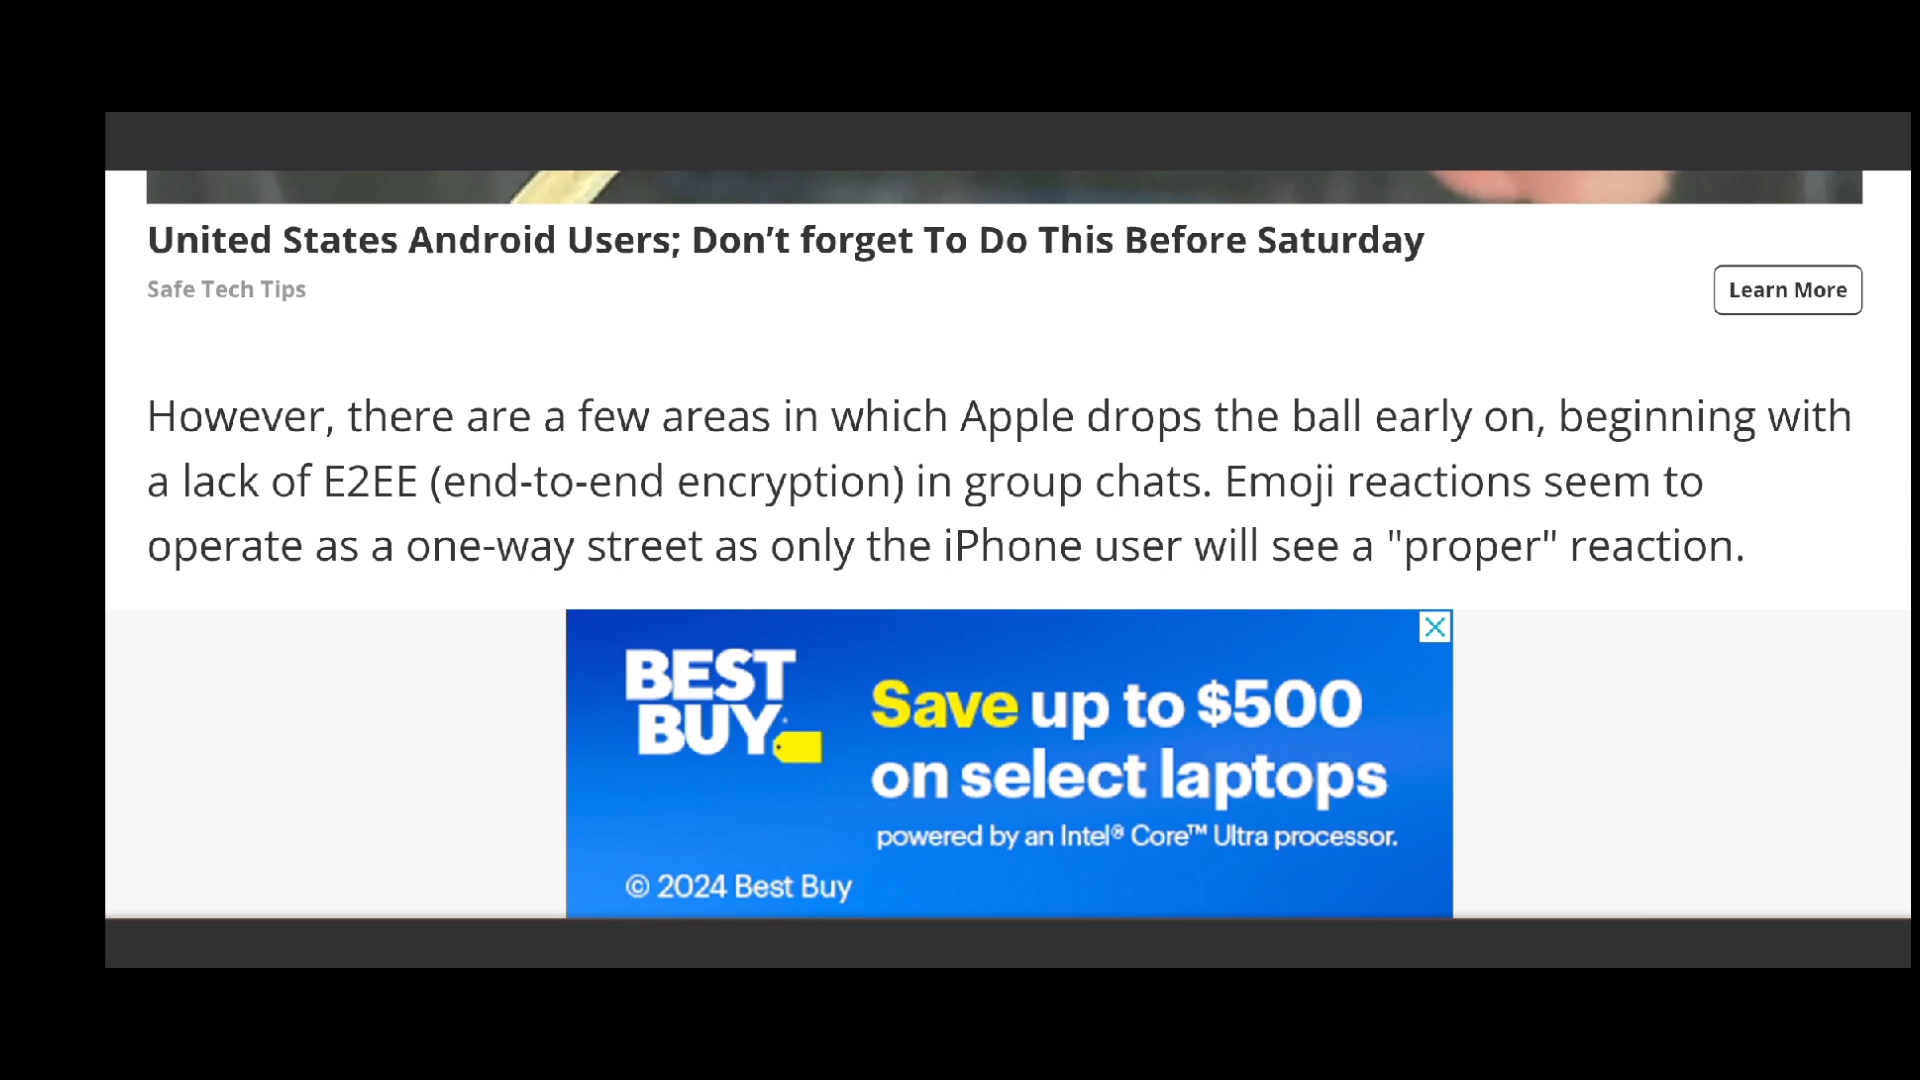 United States Android Users; Don’t forget To Do This Before Saturday
Safe Tech Tips
Learn More
However, there are a few areas in which Apple drops the ball early on, beginning with
a lack of E2EE (end-to-end encryption) in group chats. Emoji reactions seem to
operate as a one-way street as only the iPhone user will see a "proper" reaction.
BEST
BUY
Save up to $500
on select laptops
powered by an Intel® Core™ Ultra processor.
© 2024 Best Buy